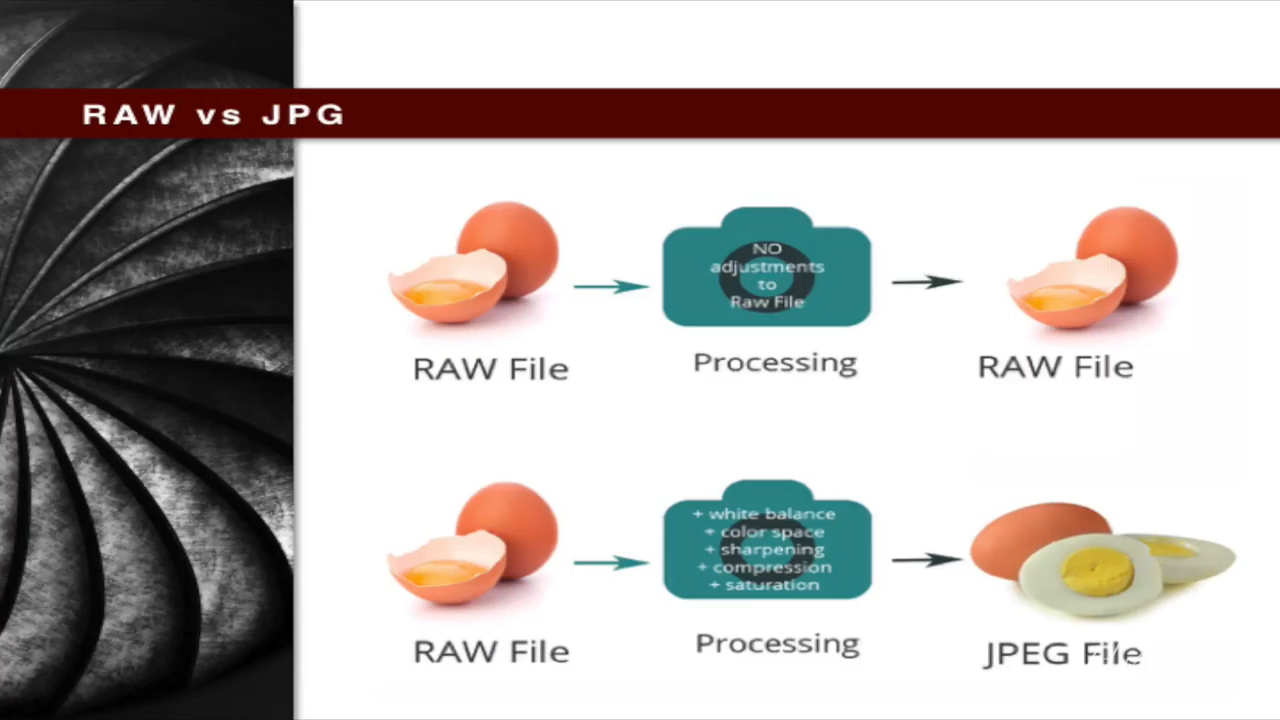 RAW vs JPG
NO
adjustments
to
Raw File
RAW File
Processing
RAW File
+ white balance
+ color space
+ sharpening
+ compression
+ saturation
RAW File
Processing
JPEG File